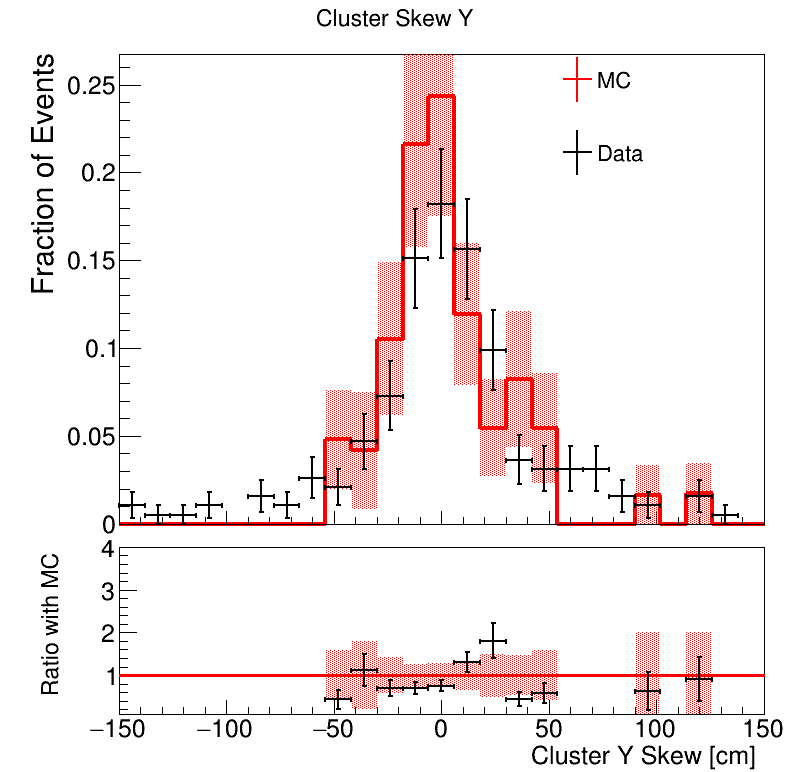 Cluster Skew Y
Fraction of Events
0.25
0.2
0.15
0.1
0.05
0
MC
Data
Ratio with MC
4
3
2
1
−150 −100 −50 0 50 100 150
Cluster Y Skew [cm]